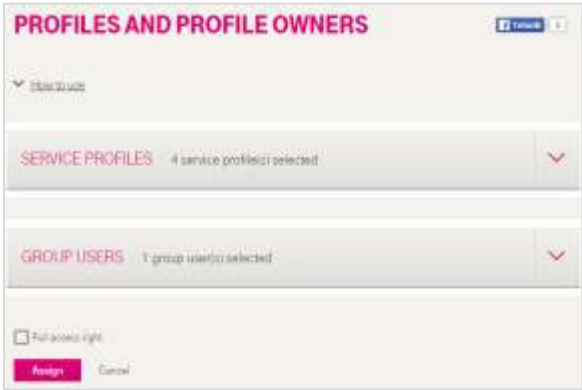 PROFILES AND PROFILE OWNERS
How to use
SERVICE PROFILES 4 service profile(s) selected
GROUP USERS 1 group user(s) selected
Full access right
Assign Cancel